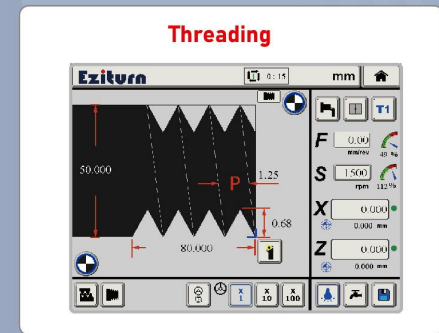 Threading
Eziturn
0 : 15
mm
T1
F 0.00
mm/rev
49 %
S 1500
rpm
112%
X 0.000
0.000 mm
Z 0.000
0.000 mm
50.000
P
1.25
0.68
80.000
i
x
1
x
10
x
100